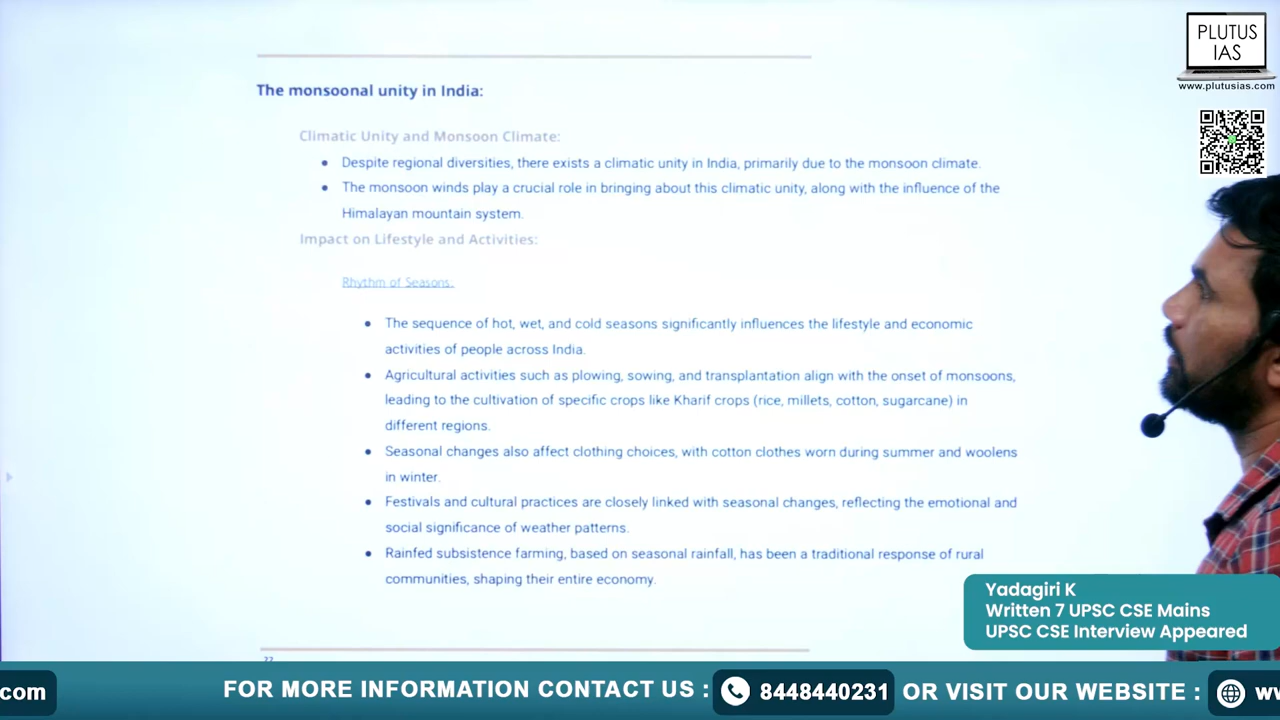 PLUTUS
IAS
www.plutusias.com
The monsoonal unity in India:
Climatic Unity and Monsoon Climate:
• Despite regional diversities, there exists a climatic unity in India, primarily due to the monsoon climate.
• The monsoon winds play a crucial role in bringing about this climatic unity, along with the influence of the
Himalayan mountain system.
Impact on Lifestyle and Activities:
Rhythm of Seasons:
• The sequence of hot, wet, and cold seasons significantly influences the lifestyle and economic
activities of people across India.
• Agricultural activities such as plowing, sowing, and transplantation align with the onset of monsoons,
leading to the cultivation of specific crops like Kharif crops (rice, millets, cotton, sugarcane) in
different regions.
• Seasonal changes also affect clothing choices, with cotton clothes worn during summer and woolens
in winter.
• Festivals and cultural practices are closely linked with seasonal changes, reflecting the emotional and
social significance of weather patterns.
• Rainfed subsistence farming, based on seasonal rainfall, has been a traditional response of rural
communities, shaping their entire economy.
Yadagiri K
Written 7 UPSC CSE Mains
UPSC CSE Interview Appeared
com FOR MORE INFORMATION CONTACT US : 8448440231 OR VISIT OUR WEBSITE : ww